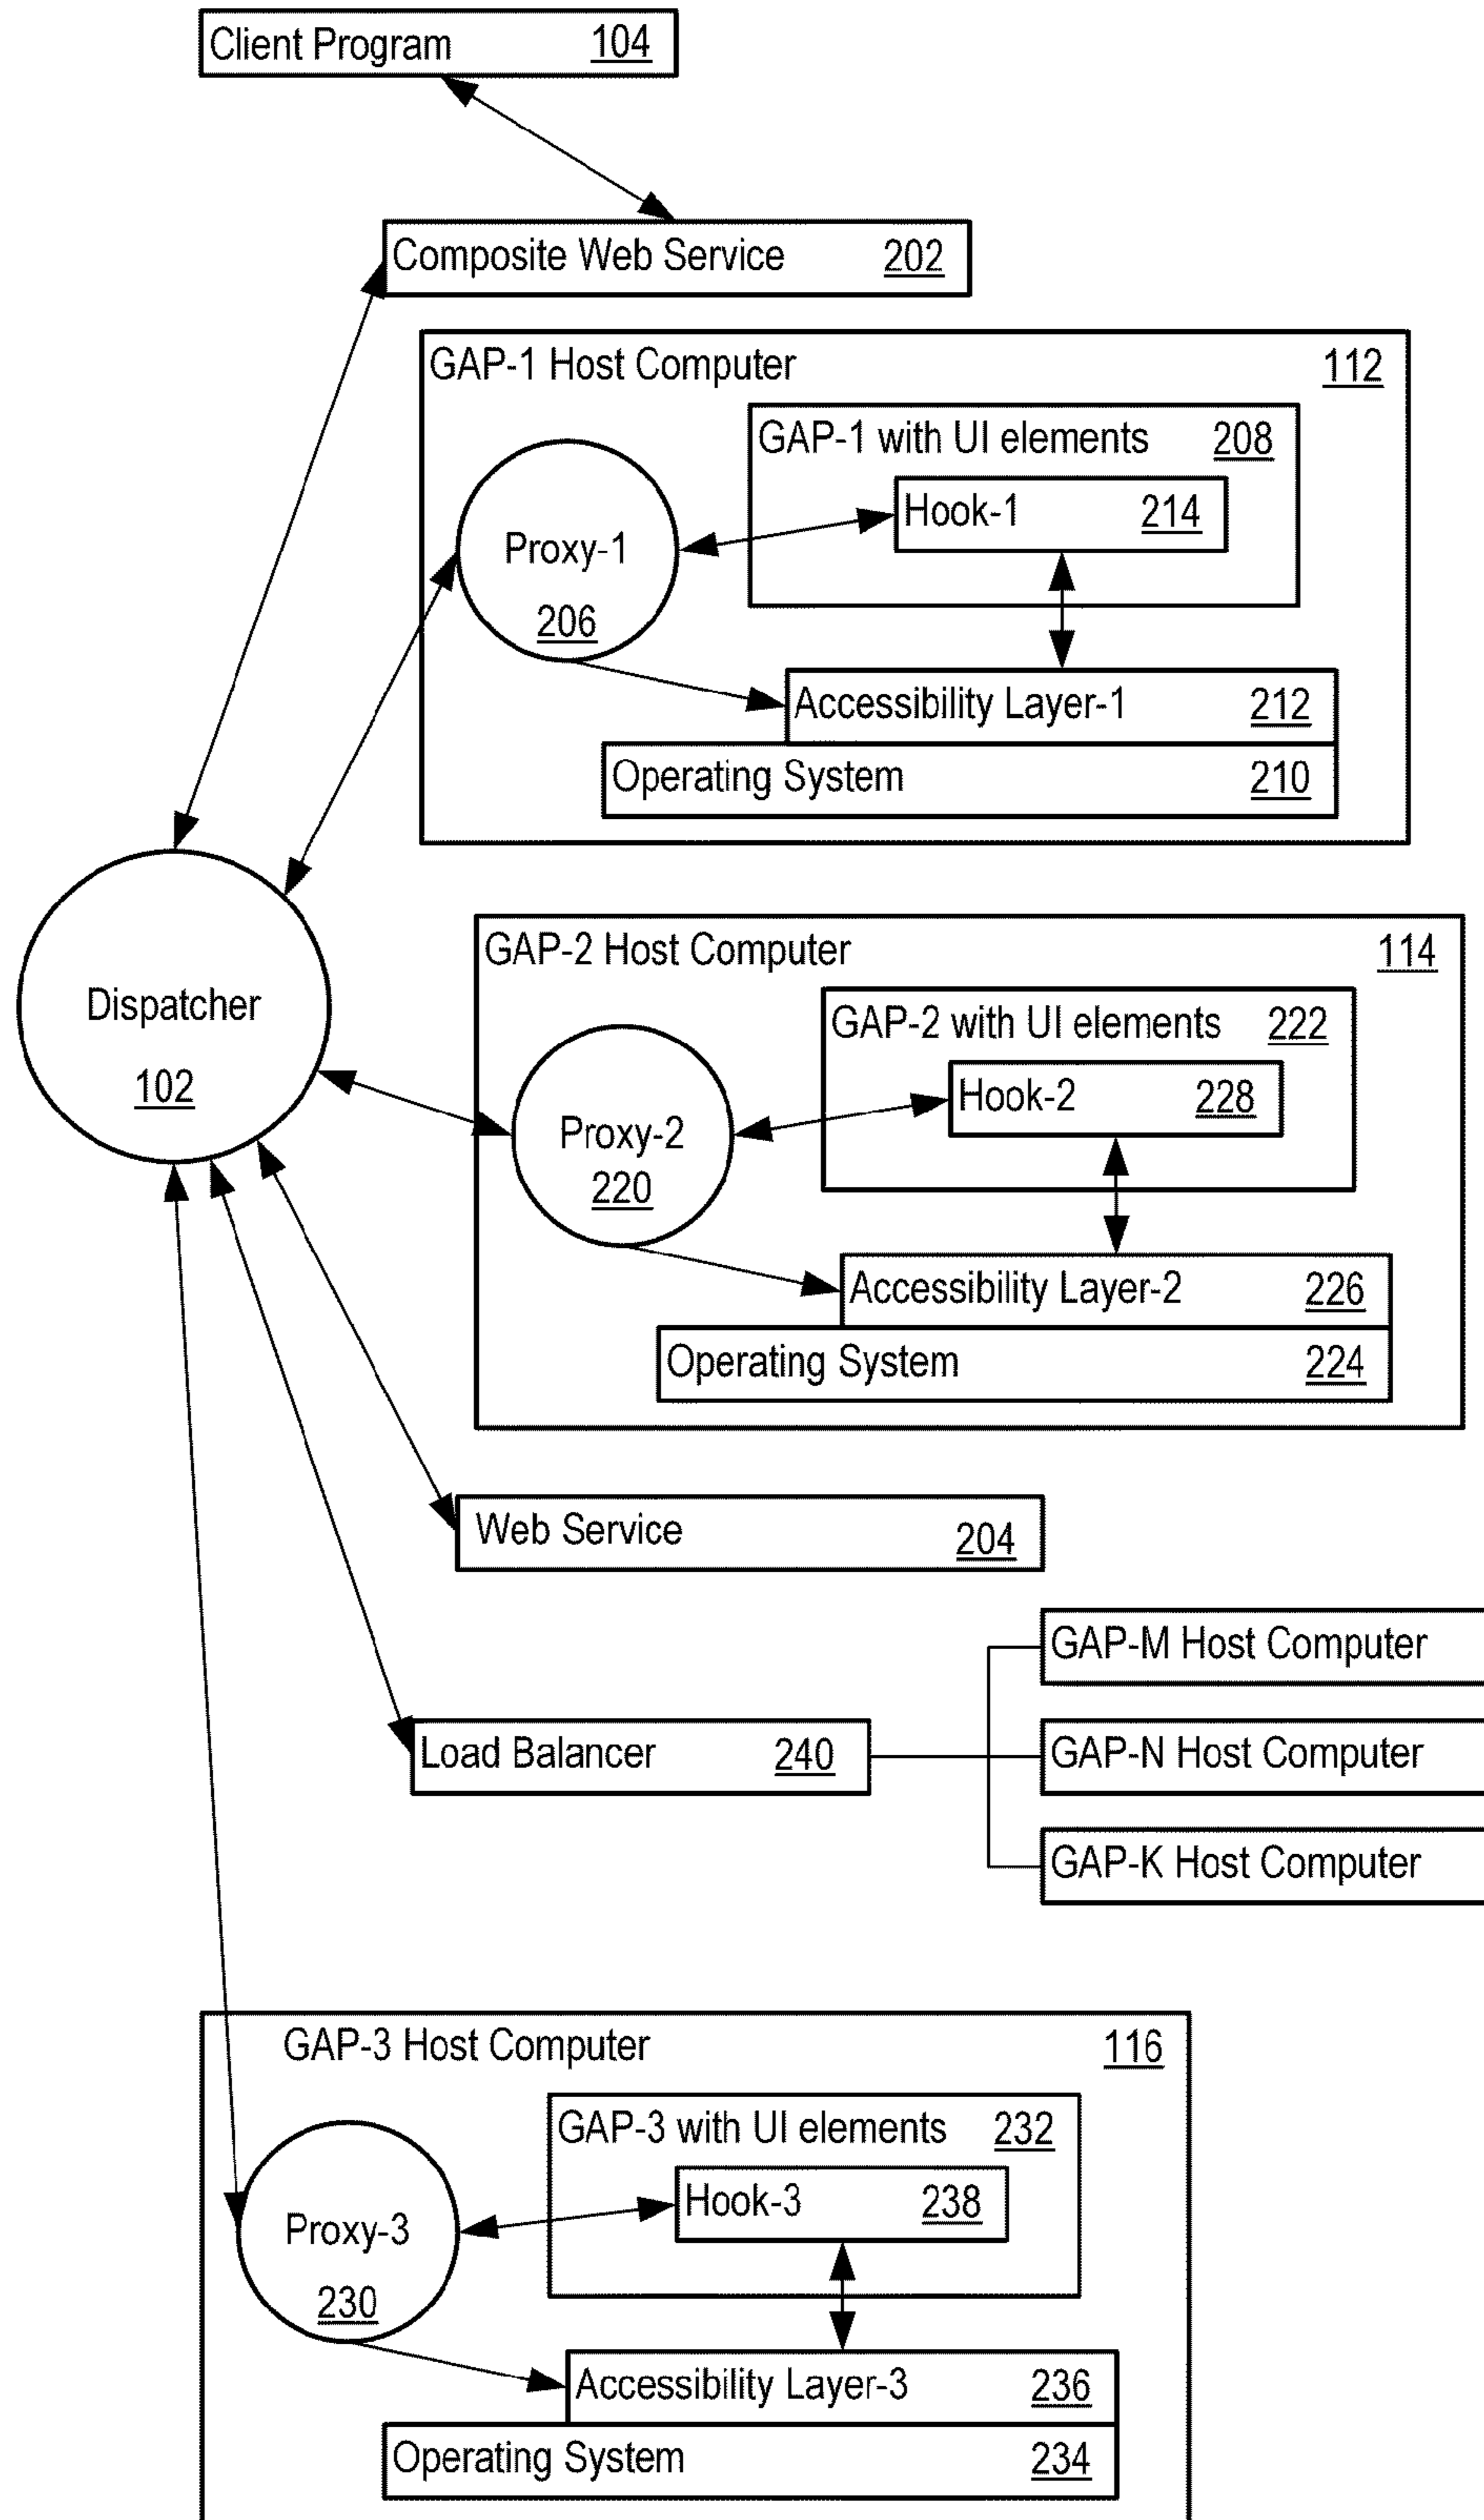 Client Program 104
Composite Web Service 202
GAP-1 Host Computer 112
GAP-1 with UI elements 208
Hook-1 214
Proxy-1
206
Accessibility Layer-1 212
Operating System 210
Dispatcher
102
GAP-2 Host Computer 114
GAP-2 with UI elements 222
Hook-2 228
Proxy-2
220
Accessibility Layer-2 226
Operating System 224
Web Service 204
GAP-M Host Computer
Load Balancer 240
GAP-N Host Computer
GAP-K Host Computer
GAP-3 Host Computer 116
GAP-3 with UI elements 232
Hook-3 238
Proxy-3
230
Accessibility Layer-3 236
Operating System 234